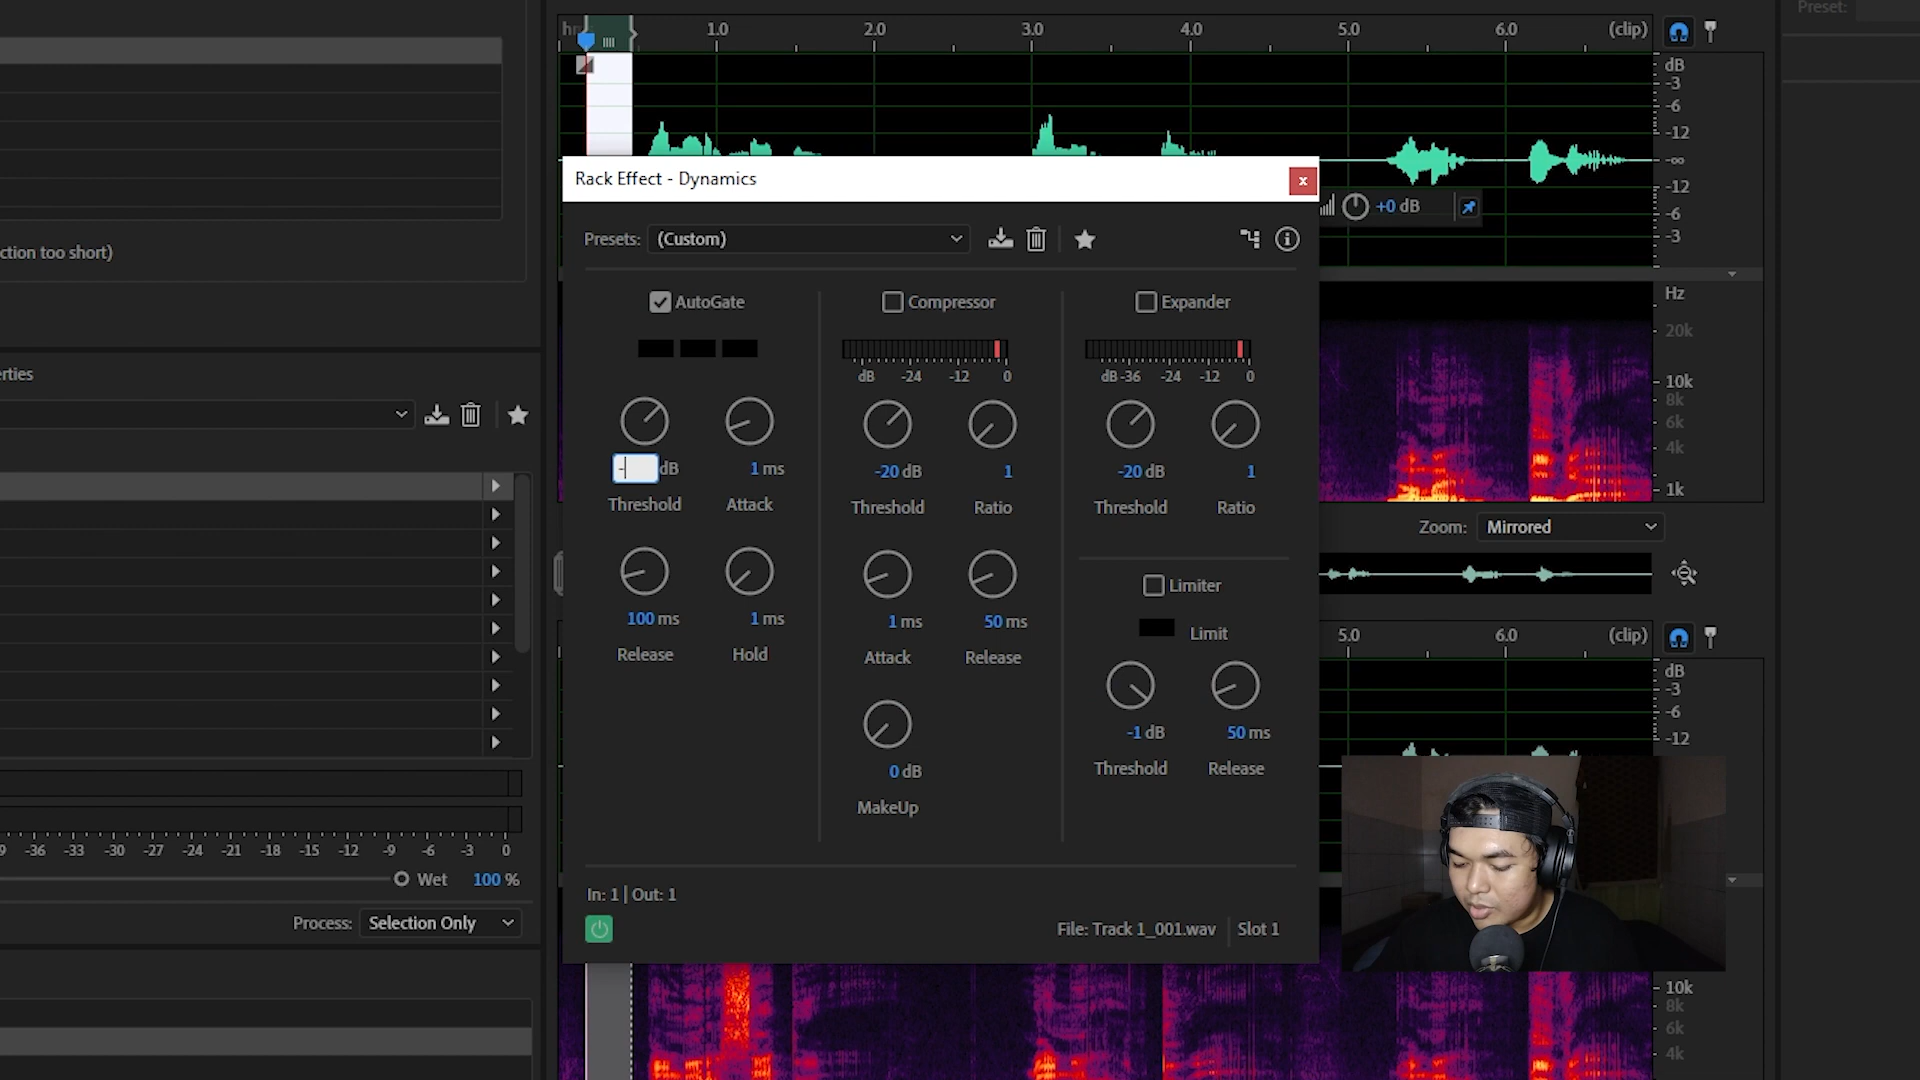 Preset:
1.0 2.0 3.0 4.0 5.0 6.0 (clip)
dB
-3
-6
-12
-∞
-12
-6
-3
Rack Effect - Dynamics
x
+0 dB
Presets: (Custom)
ction too short)
AutoGate Compressor Expander
Hz
20k
10k
8k
6k
4k
1k
dB -24 -12 0
dB -36 -24 -12 0
erties
- dB 1 ms -20 dB 1 -20 dB 1
Threshold Attack Threshold Ratio Threshold Ratio
Zoom: Mirrored
Limiter
100 ms 1 ms 1 ms 50 ms
Limit
Release Hold Attack Release
5.0 6.0 (clip)
dB
-3
-6
-12
-1 dB 50 ms
Threshold Release
0 dB
MakeUp
9 -36 -33 -30 -27 -24 -21 -18 -15 -12 -9 -6 -3 0
Wet 100 %
In: 1 | Out: 1
Process: Selection Only
File: Track 1_001.wav Slot 1
10k
8k
6k
4k